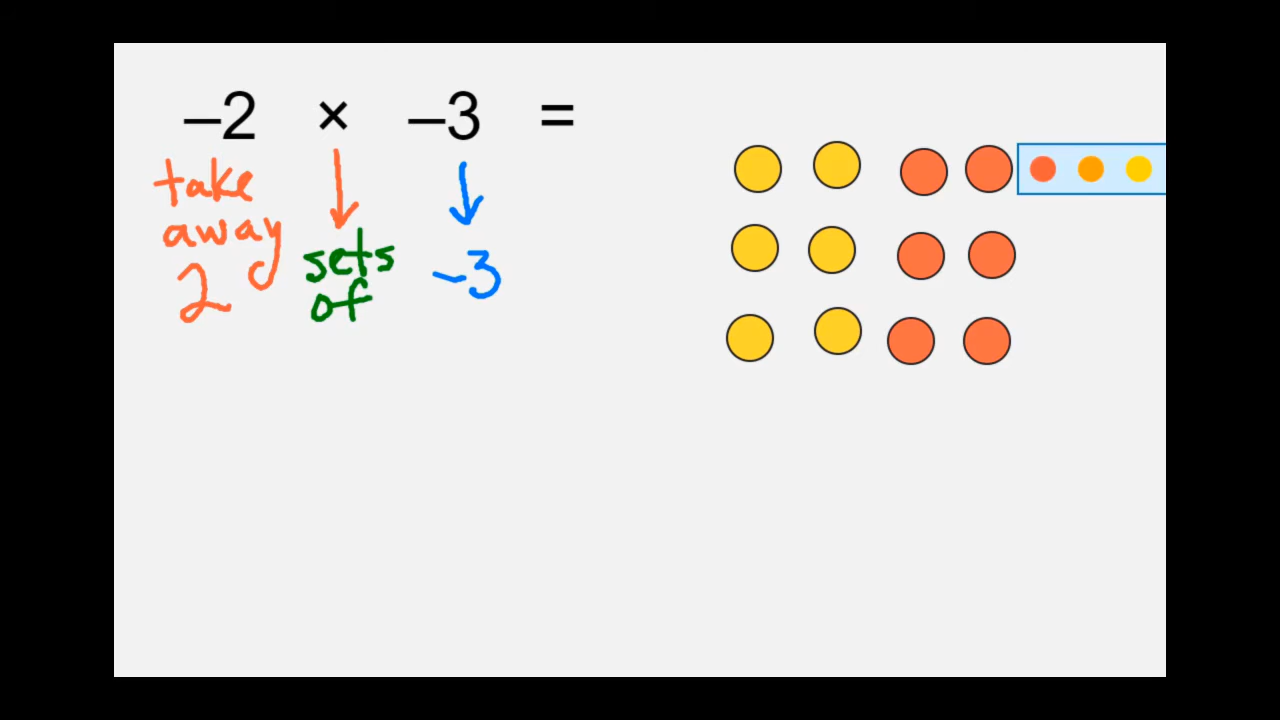 –2 × –3 =
take
away
2
sets
of
-3